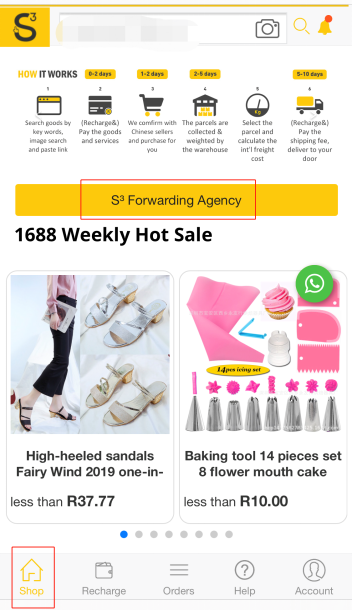 S³
HOW IT WORKS
0-2 days
1-2 days
2-5 days
5-10 days
1
2
3
4
5
6
Search goods by
key words,
image search
and paste link
(Recharge&)
Pay the goods
and services
We comfirm with
Chinese sellers
and purchase for
you
The parcels are
collected &
weighted by
the warehouse
Select the
parcel and
calculate the
int'l freight
cost
(Recharge&)
Pay the
shipping fee,
deliver to your
door
S³ Forwarding Agency
1688 Weekly Hot Sale
14pcs icing set
High-heeled sandals
Fairy Wind 2019 one-in-
less than R37.77
Baking tool 14 pieces set
8 flower mouth cake
less than R10.00
Shop
Recharge
Orders
Help
Account